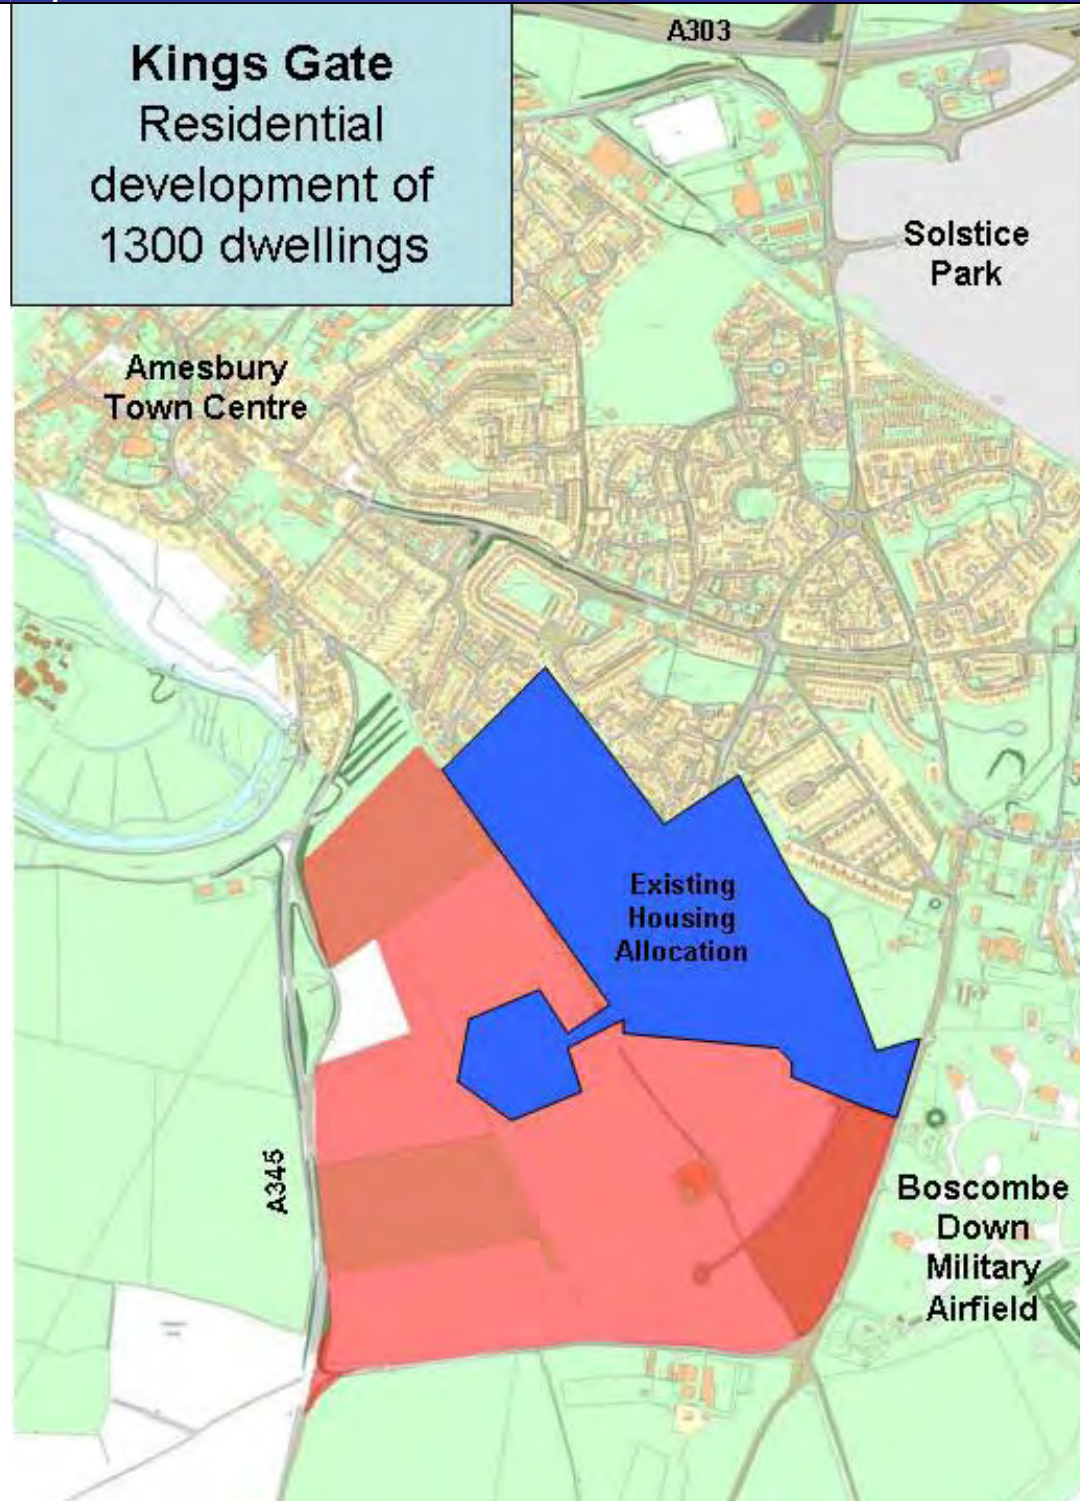 Kings Gate
Residential
development of
1300 dwellings
A303
Solstice
Park
Amesbury
Town Centre
Existing
Housing
Allocation
A345
Boscombe
Down
Military
Airfield